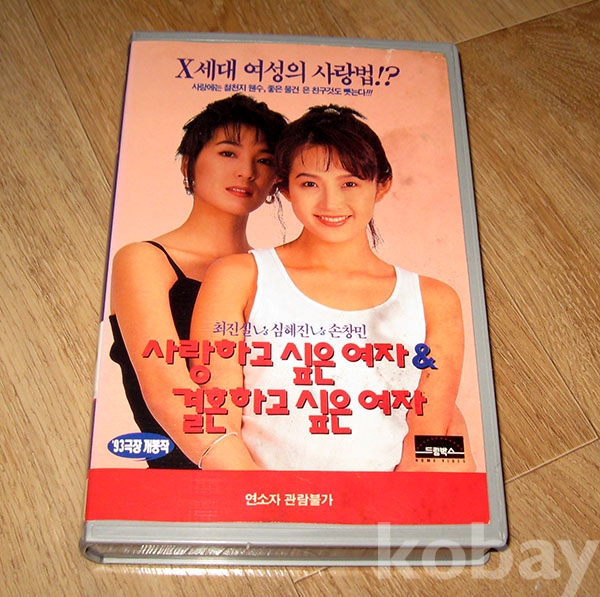 X세대 여성의 사랑법!?
사랑에는 철천지 웬수, 좋은 물건 은 친구것도 뺏는다!!!
최진실 심혜진 손창민
사랑하고 싶은 여자 &
결혼하고 싶은 여자
'93극장 개봉작
드림박스
HOME VIDEO
연소자 관람불가
kobay